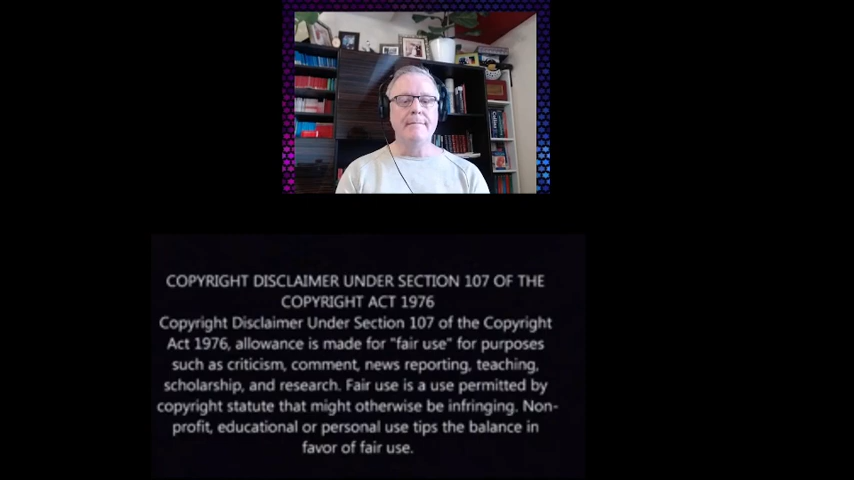 COPYRIGHT DISCLAIMER UNDER SECTION 107 OF THE
COPYRIGHT ACT 1976
Copyright Disclaimer Under Section 107 of the Copyright
Act 1976, allowance is made for "fair use" for purposes
such as criticism, comment, news reporting, teaching,
scholarship, and research. Fair use is a use permitted by
copyright statute that might otherwise be infringing. Non-
profit, educational or personal use tips the balance in
favor of fair use.